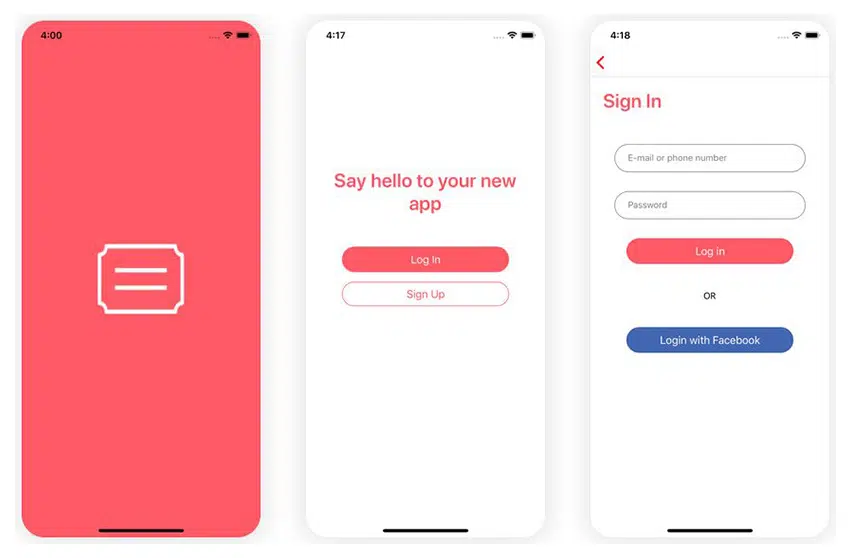 4:00
4:17
Say hello to your new
app
Log In
Sign Up
4:18
Sign In
E-mail or phone number
Password
Log in
OR
Login with Facebook